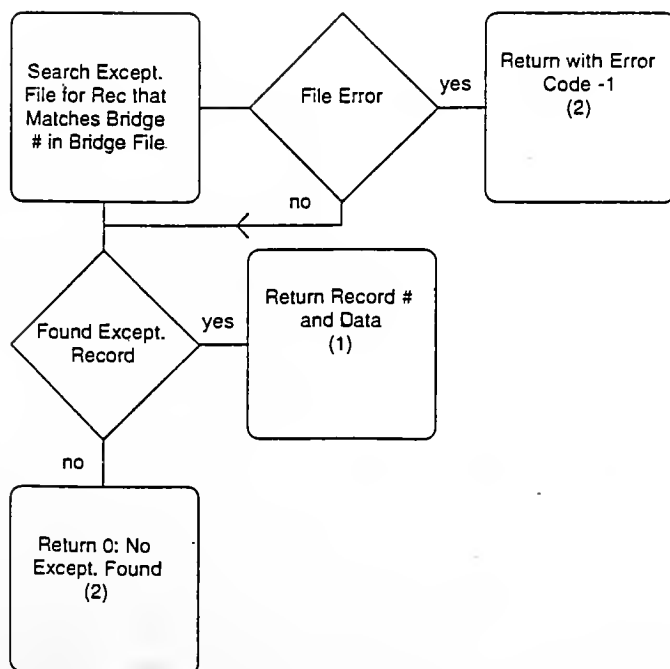 Search Except.
File for Rec that
Matches Bridge
# in Bridge File
File Error
yes
Return with Error
Code -1
(2)
no
Found Except.
Record
yes
Return Record #
and Data
(1)
no
Return 0: No
Except. Found
(2)